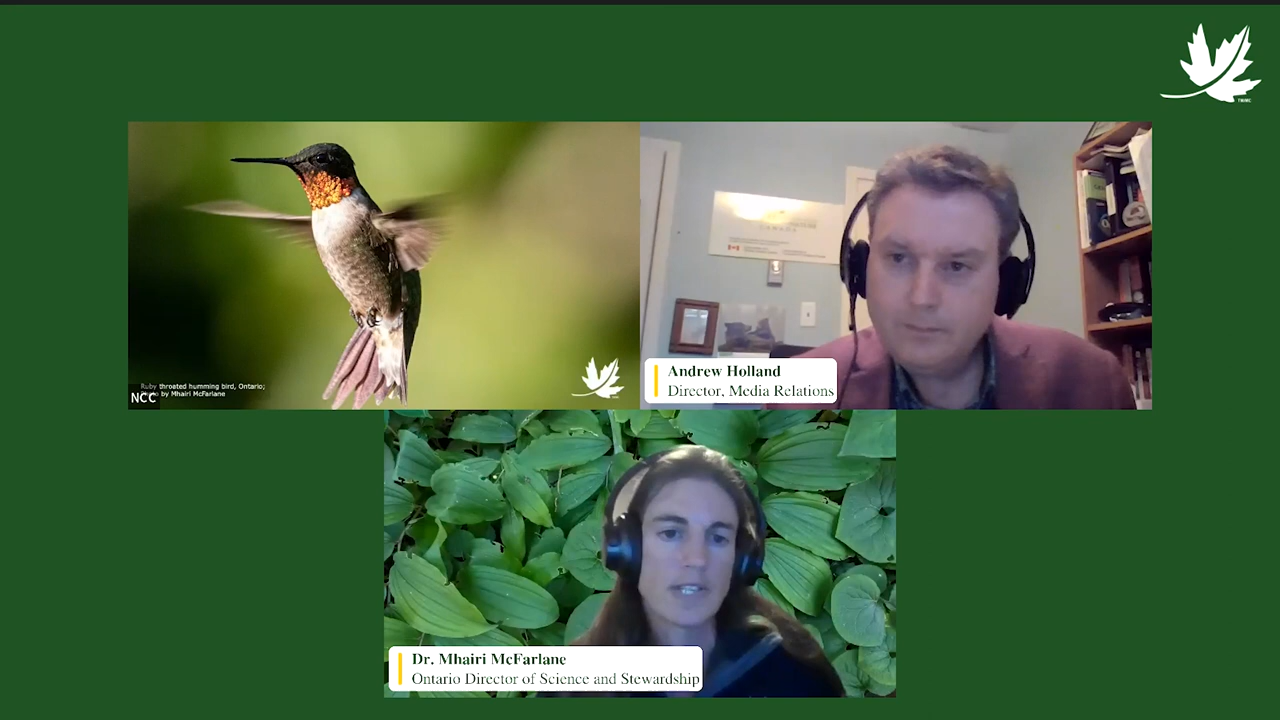 Ruby throated humming bird, Ontario;
by Mhairi McFarlane
NCC
Andrew Holland
Director, Media Relations
Dr. Mhairi McFarlane
Ontario Director of Science and Stewardship